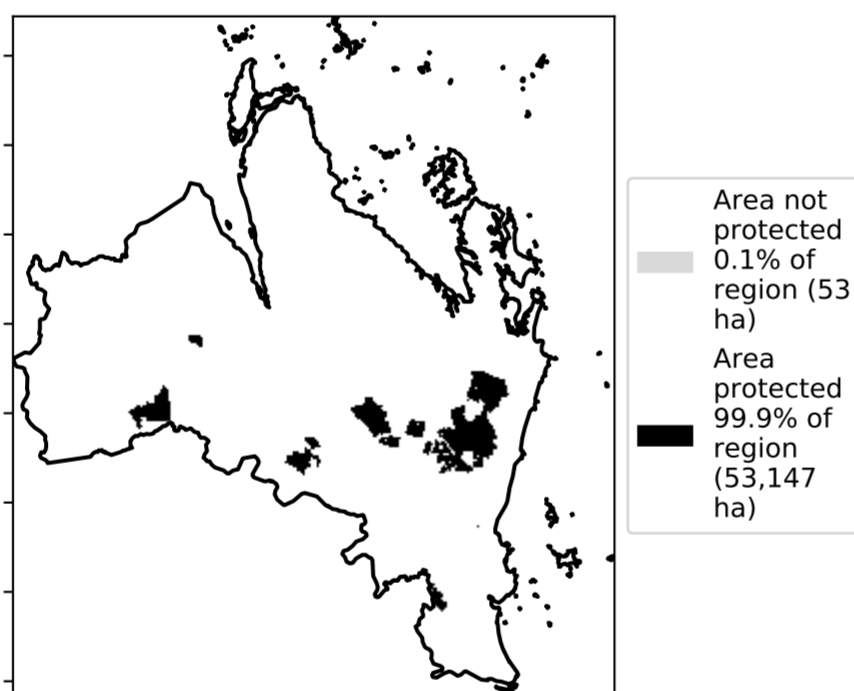 Area not
protected
0.1% of
region (53
ha)
Area
protected
99.9% of
region
(53,147
ha)